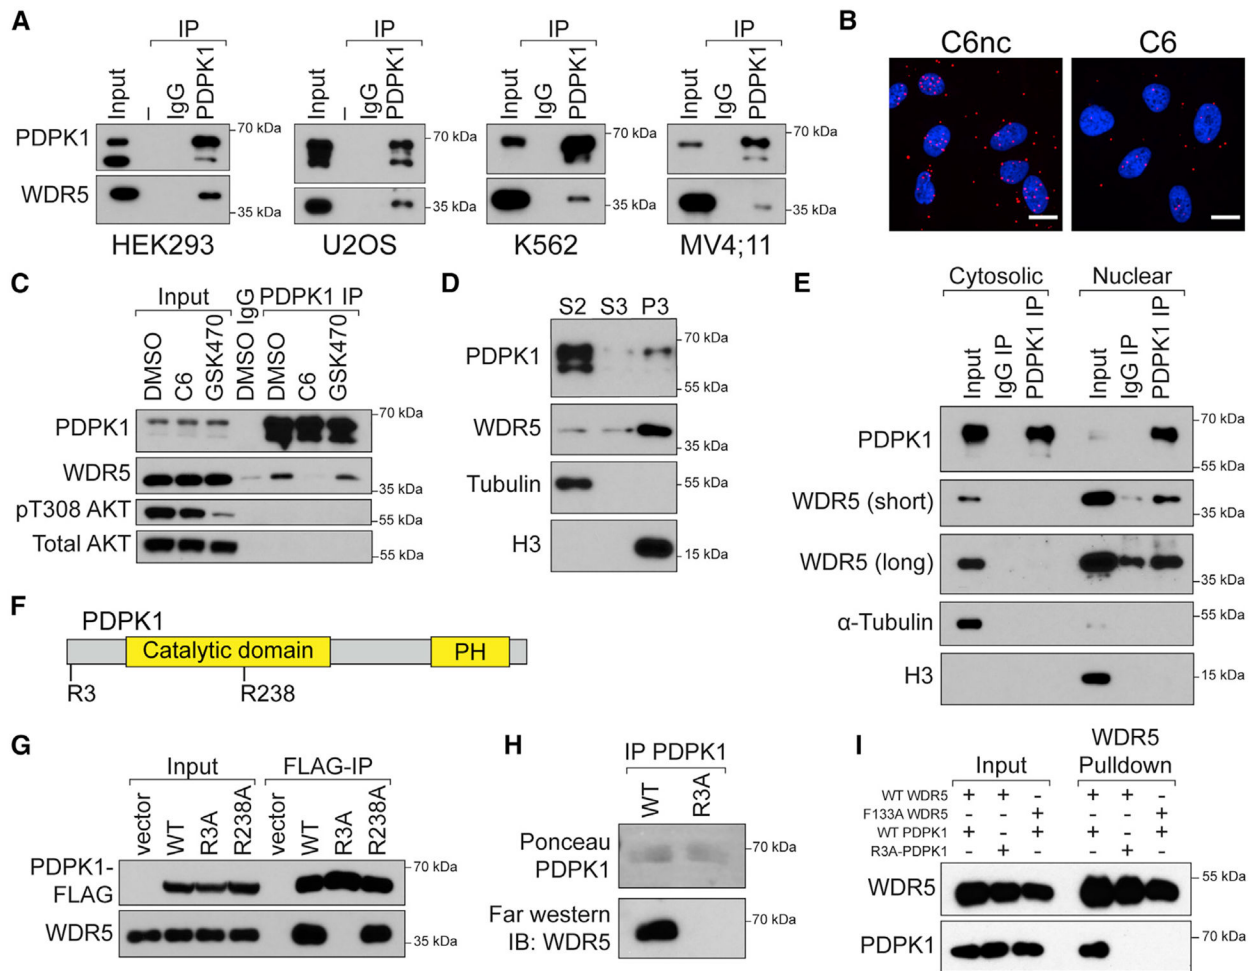 A
IP
IP
IP
IP
Input
–
IgG
PDPK1
Input
–
IgG
PDPK1
Input
IgG
PDPK1
Input
IgG
PDPK1
PDPK1
70 kDa
70 kDa
70 kDa
70 kDa
WDR5
35 kDa
35 kDa
35 kDa
35 kDa
HEK293
U2OS
K562
MV4;11
B
C6nc
C6
C
Input
PDPK1 IP
DMSO
C6
GSK470
DMSO IgG
DMSO
C6
GSK470
PDPK1
70 kDa
WDR5
35 kDa
pT308 AKT
55 kDa
Total AKT
55 kDa
D
S2 S3 P3
PDPK1
70 kDa
55 kDa
WDR5
35 kDa
Tubulin
55 kDa
H3
15 kDa
E
Cytosolic
Nuclear
Input
IgG IP
PDPK1 IP
Input
IgG IP
PDPK1 IP
PDPK1
70 kDa
55 kDa
WDR5 (short)
35 kDa
WDR5 (long)
35 kDa
α-Tubulin
55 kDa
H3
15 kDa
F
PDPK1
Catalytic domain
PH
R3
R238
G
Input
FLAG-IP
vector
WT
R3A
R238A
vector
WT
R3A
R238A
PDPK1-
FLAG
70 kDa
WDR5
35 kDa
H
IP PDPK1
WT
R3A
Ponceau
PDPK1
70 kDa
Far western
IB: WDR5
70 kDa
I
Input
WDR5
Pulldown
WT WDR5 + + - + + -
F133A WDR5 - - + - - +
WT PDPK1 + - + + - +
R3A-PDPK1 - + - - + -
WDR5
55 kDa
PDPK1
70 kDa